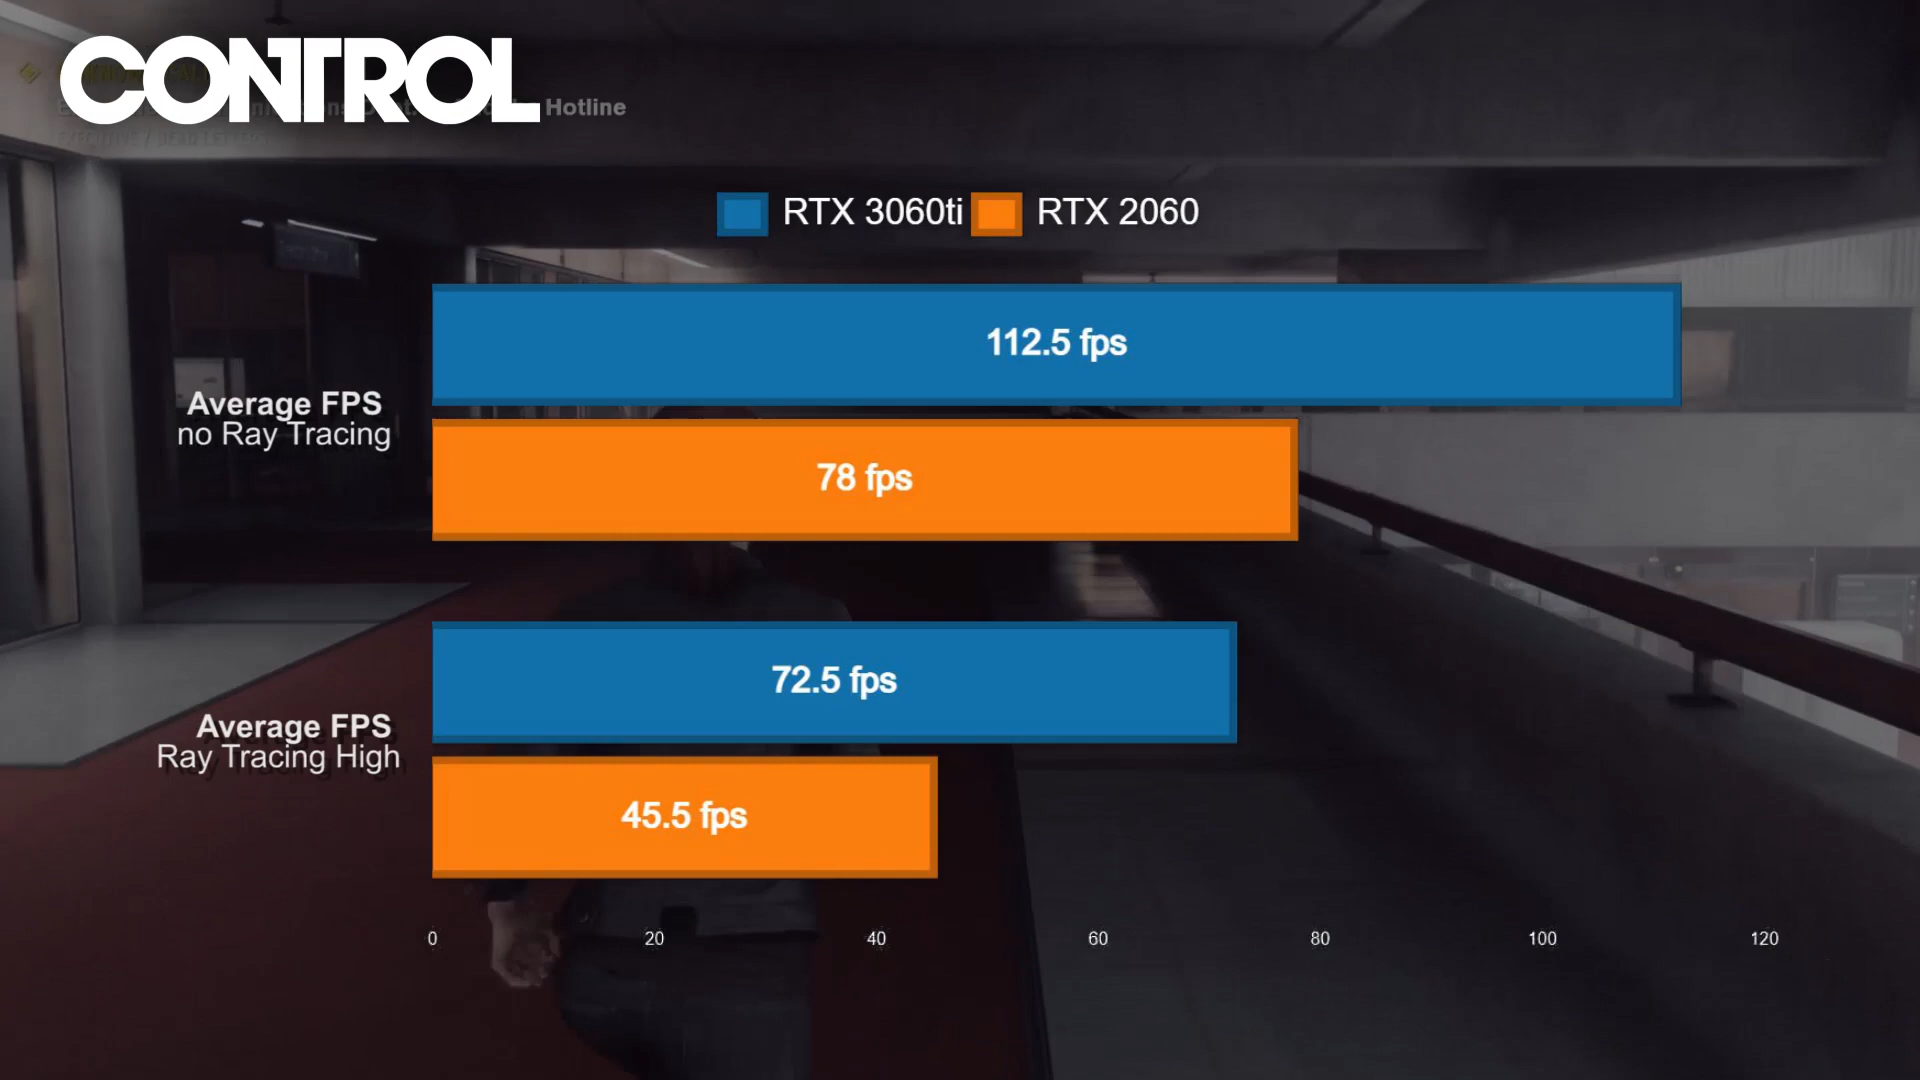 CONTROL
Hotline
RTX 3060ti RTX 2060
112.5 fps
Average FPS
no Ray Tracing
78 fps
72.5 fps
Average FPS
Ray Tracing High
45.5 fps
0 20 40 60 80 100 120